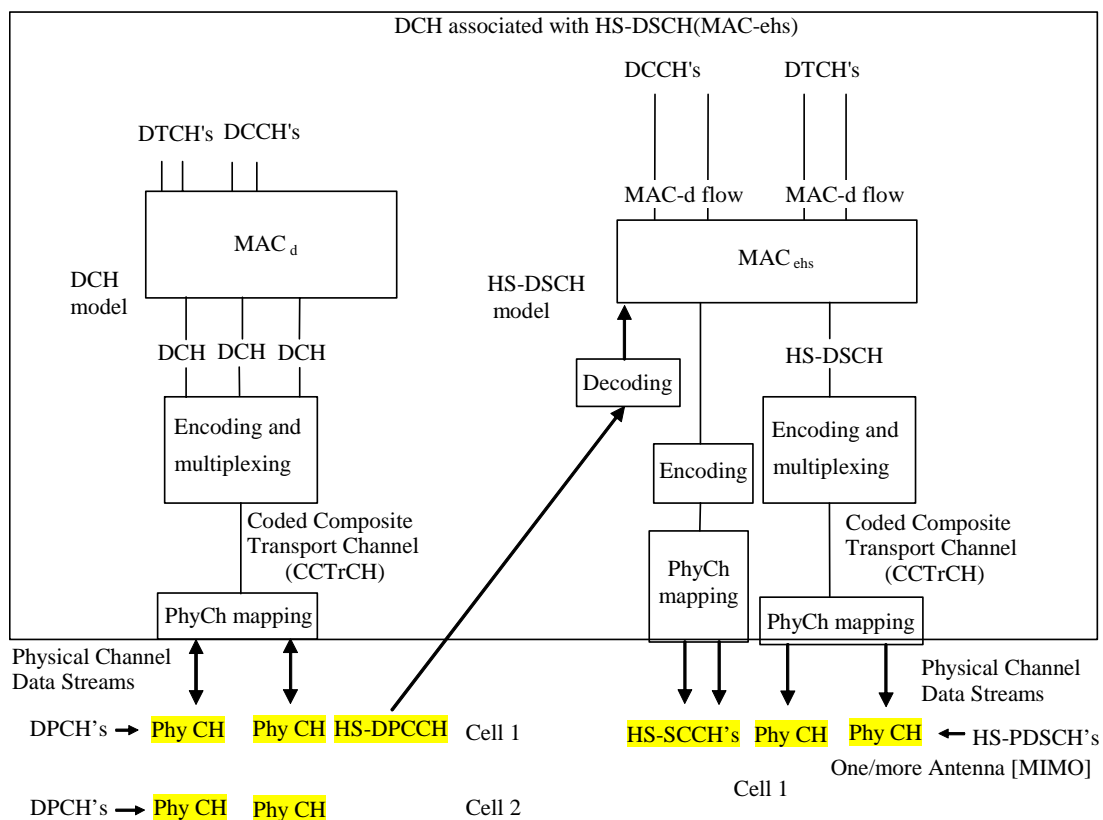 DCH associated with HS-DSCH(MAC-ehs)
DCCH's DTCH's
DTCH's DCCH's
MAC-d flow MAC-d flow
MAC d
MAC ehs
DCH
model
HS-DSCH
model
DCH DCH DCH
HS-DSCH
Decoding
Encoding and
multiplexing
Encoding and
multiplexing
Encoding
Coded Composite
Transport Channel
(CCTrCH)
Coded Composite
Transport Channel
(CCTrCH)
PhyCh
mapping
PhyCh mapping
PhyCh mapping
Physical Channel
Data Streams
Physical Channel
Data Streams
DPCH’s Phy CH Phy CH HS-DPCCH Cell 1
HS-SCCH’s Phy CH Phy CH HS-PDSCH’s
One/more Antenna [MIMO]
Cell 1
DPCH’s Phy CH Phy CH Cell 2